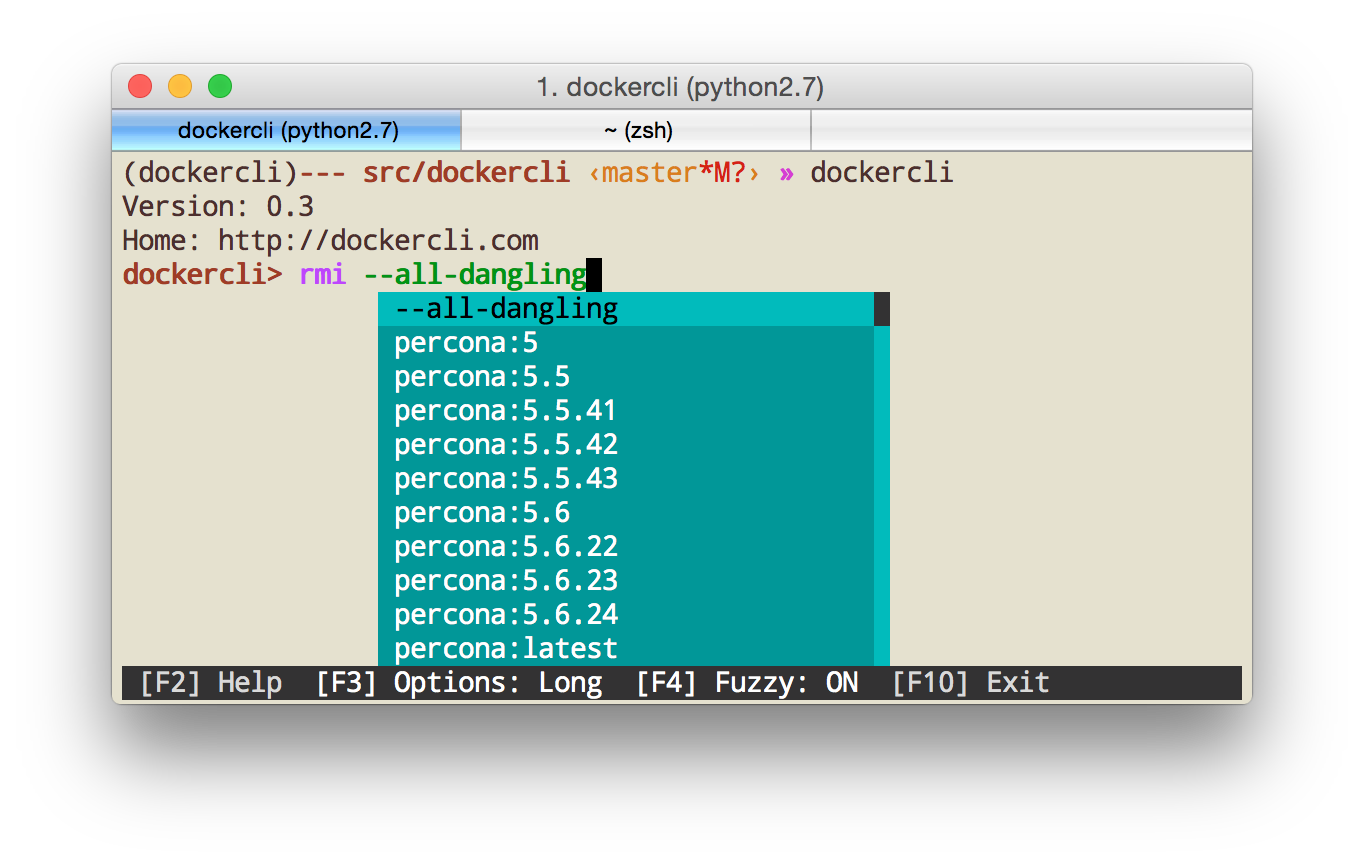 1. dockercli (python2.7)
dockercli (python2.7) ~ (zsh)
(dockercli)--- src/dockercli ‹master*M?› » dockercli
Version: 0.3
Home: http://dockercli.com
dockercli> rmi --all-dangling
--all-dangling
percona:5
percona:5.5
percona:5.5.41
percona:5.5.42
percona:5.5.43
percona:5.6
percona:5.6.22
percona:5.6.23
percona:5.6.24
percona:latest
[F2] Help [F3] Options: Long [F4] Fuzzy: ON [F10] Exit